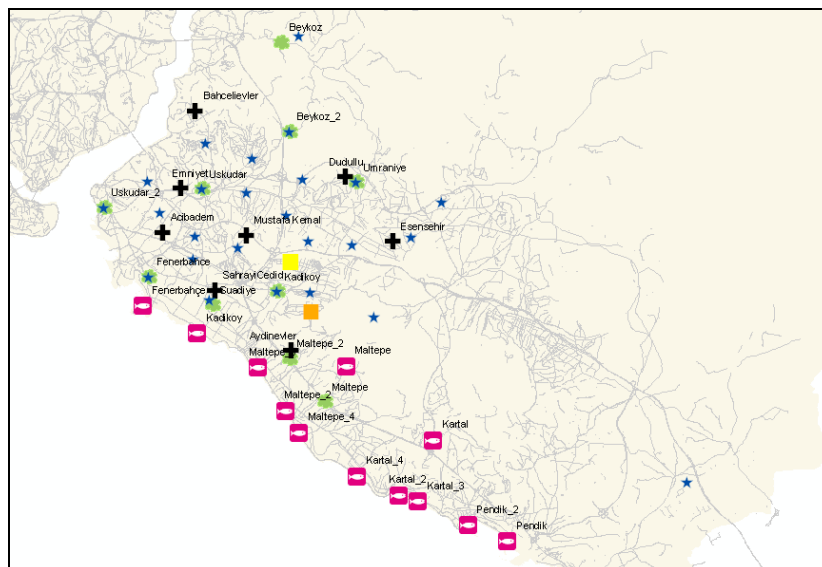 Beykoz
Bahcelievler
Beykoz_2
Dudullu
Umraniye
Emniyet
Uskudar
Uskudar_2
Acibadem
Mustafa Kemal
Esensehir
Fenerbahce
SahrayiCedid
Kadikoy
Fenerbahçe
Suadiye
Kadikoy
Aydinevler
Maltepe_2
Maltepe
Maltepe
Maltepe
Maltepe_2
Maltepe_4
Kartal
Kartal_4
Kartal_2
Kartal_3
Pendik_2
Pendik